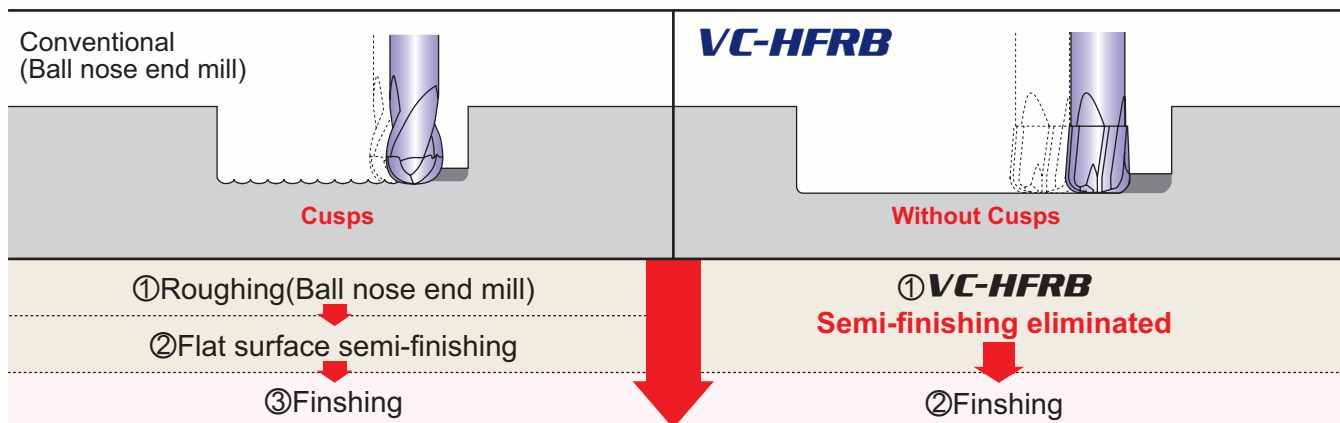 Conventional
(Ball nose end mill)
Cusps
①Roughing(Ball nose end mill)
②Flat surface semi-finishing
③Finshing
VC-HFRB
Without Cusps
①VC-HFRB
Semi-finishing eliminated
②Finshing